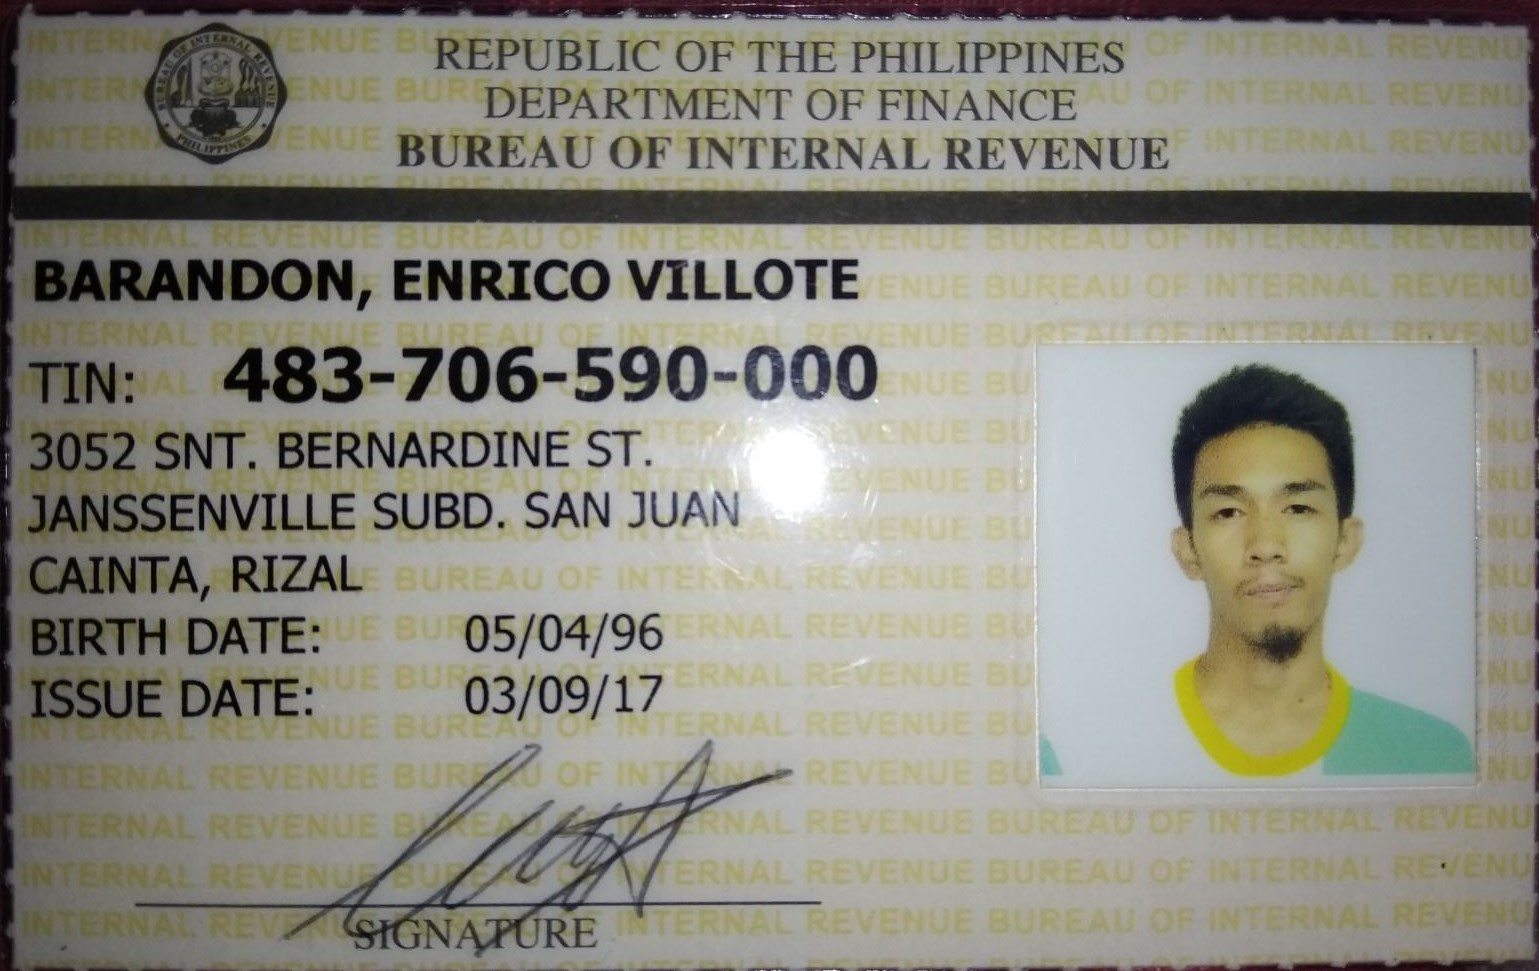 REPUBLIC OF THE PHILIPPINES
DEPARTMENT OF FINANCE
BUREAU OF INTERNAL REVENUE
BUREAU OF INTERNAL REVENUE
PHILIPPINES
BARANDON, ENRICO VILLOTE
TIN: 483-706-590-000
3052 SNT. BERNARDINE ST.
JANSSENVILLE SUBD. SAN JUAN
CAINTA, RIZAL
BIRTH DATE: 05/04/96
ISSUE DATE: 03/09/17
SIGNATURE